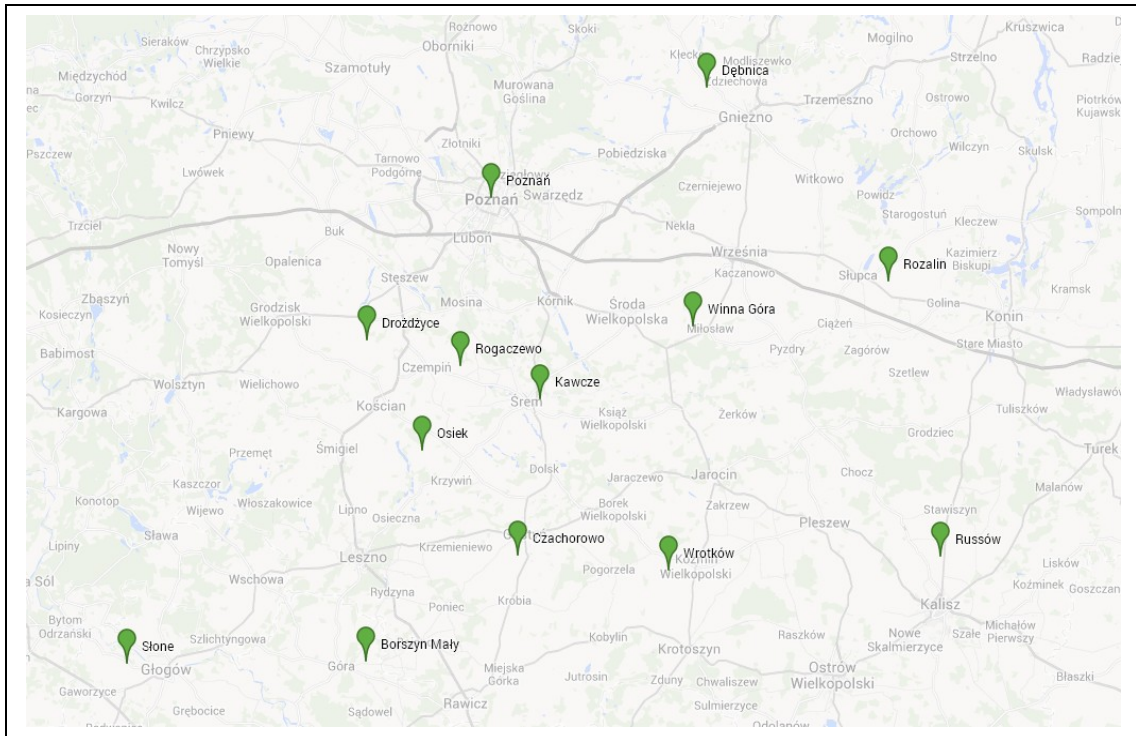 Rożnowo
Skoki
Kruszwica
Sieraków
Chrzypsko
Wielkie
Oborniki
Mogilno
Strzelno
Radziej
Kłecko
Modliszewko
Dębnica
Zdziechowa
Międzychód
Szamotuły
Murowana
Goślina
Gorzyń
Kwilcz
Trzemeszno
Ostrowo
Piotrków
Kujawsk
Gniezno
Pniewy
Orchowo
Wilczyn
Skulsk
Złotniki
Pobiedziska
Pszczew
Lwówek
Tarnowo
Podgórne
Poznań
Swarzędz
Poznań
Czerniejewo
Witkowo
Powidz
Sompoln
Trzciel
Buk
Luboń
Nekla
Starogostuń
Kleczew
Nowy
Tomyśl
Opalenica
Września
Kaczanowo
Słupca
Rozalin
Kazimierz
Biskupi
Stęszew
Kramsk
Zbąszyń
Kosieczyn
Grodzisk
Wielkopolski
Mosina
Kórnik
Środa
Wielkopolska
Winna Góra
Miłosław
Ciążeń
Golina
Konin
Drożdżyce
Rogaczewo
Stare Miasto
Babimost
Czempiń
Pyzdry
Zagórów
Wolsztyn
Wielichowo
Kawcze
Śrem
Szetlew
Władysławów
Kargowa
Kościan
Książ
Wielkopolski
Żerków
Tuliszków
Osiek
Grodziec
Śmigiel
Przemęt
Turek
Dolsk
Jaraczewo
Jarocin
Chocz
Kaszczor
Krzywiń
Malanów
Konotop
Wijewo
Włoszakowice
Lipno
Osieczna
Borek
Wielkopolski
Zakrzew
Stawiszyn
Pleszew
Sława
Czachorowo
Russów
Lipiny
Leszno
Krzemieniewo
Wrotków
Koźmin
Wielkopolski
Pogorzela
Lisków
Wschowa
Koźminek
Goszczan
Rydzyna
Poniec
Krobia
Kalisz
Bytom
Odrzański
Szlichtyngowa
Kobylin
Raszków
Nowe
Skalmierzyce
Szałe
Michałów
Pierwszy
Słone
Borszyn Mały
Głogów
Góra
Miejska
Górka
Jutrosin
Krotoszyn
Zduny
Chwaliszew
Ostrów
Wielkopolski
Błaszki
Gaworzyce
Grębocice
Sądowel
Rawicz
Sulmierzyce
Odolanów